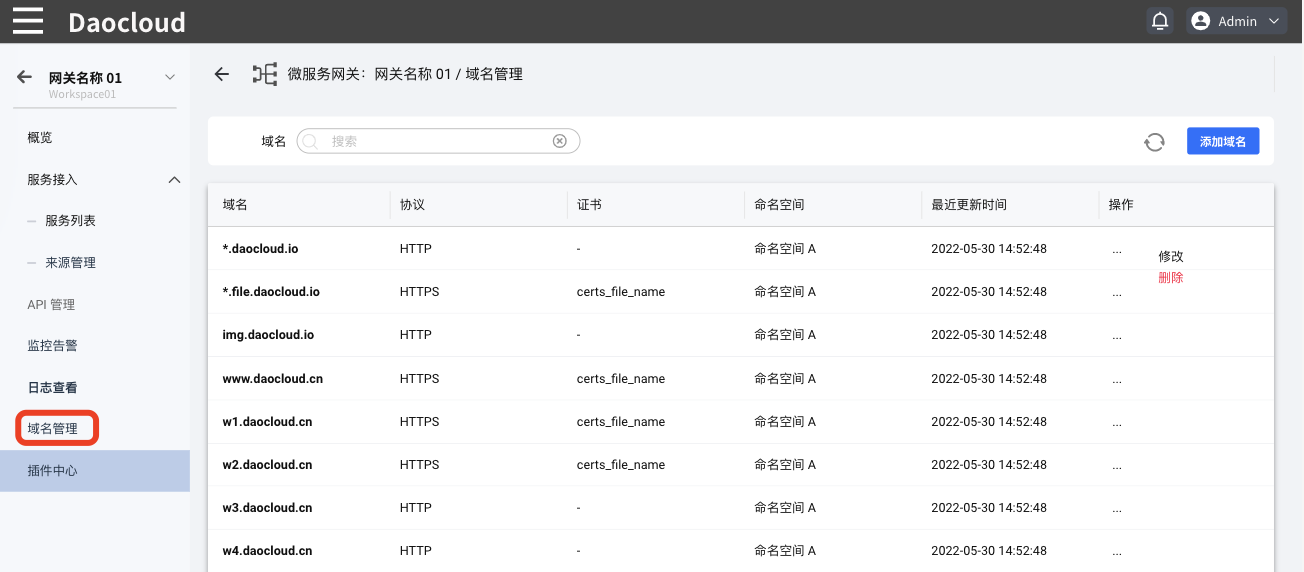 Daocloud
Admin
网关名称 01
Workspace01
概览
服务接入
服务列表
来源管理
API 管理
监控告警
日志查看
域名管理
插件中心
微服务网关：网关名称 01 / 域名管理
域名 搜索 添加域名
域名 协议 证书 命名空间 最近更新时间 操作
*.daocloud.io HTTP - 命名空间 A 2022-05-30 14:52:48 ...
修改
删除
*.file.daocloud.io HTTPS certs_file_name 命名空间 A 2022-05-30 14:52:48 ...
img.daocloud.io HTTP - 命名空间 A 2022-05-30 14:52:48 ...
www.daocloud.cn HTTPS certs_file_name 命名空间 A 2022-05-30 14:52:48 ...
w1.daocloud.cn HTTPS certs_file_name 命名空间 A 2022-05-30 14:52:48 ...
w2.daocloud.cn HTTPS certs_file_name 命名空间 A 2022-05-30 14:52:48 ...
w3.daocloud.cn HTTP - 命名空间 A 2022-05-30 14:52:48 ...
w4.daocloud.cn HTTP - 命名空间 A 2022-05-30 14:52:48 ...